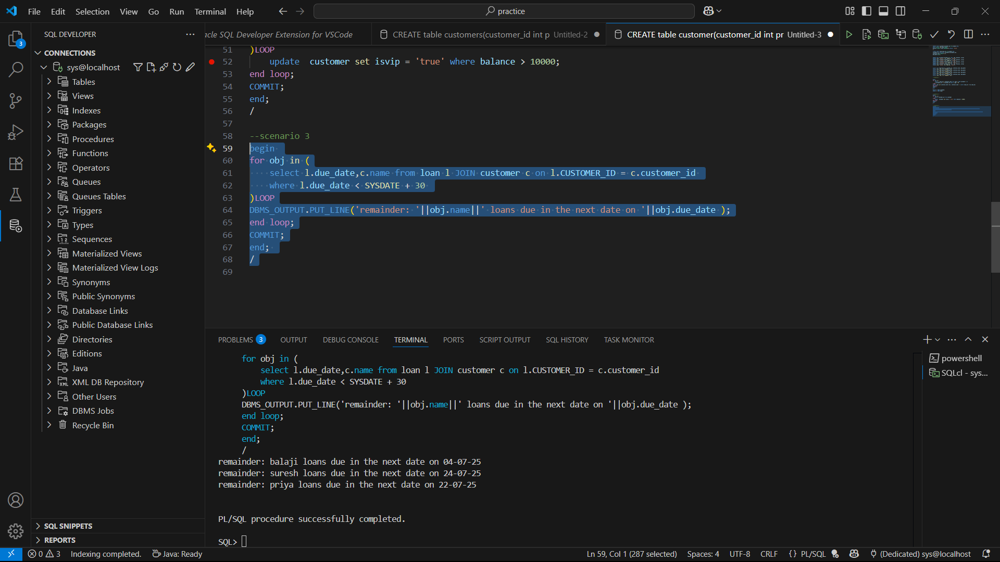 File Edit Selection View Go Run Terminal Help
practice
SQL DEVELOPER
CONNECTIONS
sys@localhost
Tables
Views
Indexes
Packages
Procedures
Functions
Operators
Queues
Queues Tables
Triggers
Types
Sequences
Materialized Views
Materialized View Logs
Synonyms
Public Synonyms
Database Links
Public Database Links
Directories
Editions
Java
XML DB Repository
Other Users
DBMS Jobs
Recycle Bin
SQL SNIPPETS
REPORTS
acle SQL Developer Extension for VSCode
CREATE table customers(customer_id int p Untitled-2
CREATE table customer(customer_id int pr Untitled-3
51 )LOOP
52 update  customer set isvip = 'true' where balance > 10000;
53 end loop;
54 COMMIT;
55 end;
56 /
57
58 --scenario 3
59 begin
60 for obj in (
61 select l.due_date,c.name from loan l JOIN customer c on l.CUSTOMER_ID = c.customer_id
62 where l.due_date < SYSDATE + 30
63 )LOOP
64 DBMS_OUTPUT.PUT_LINE('remainder: '||obj.name||' loans due in the next date on '||obj.due_date );
65 end loop;
66 COMMIT;
67 end;
68 /
69
PROBLEMS 3 OUTPUT DEBUG CONSOLE TERMINAL PORTS SCRIPT OUTPUT SQL HISTORY TASK MONITOR
for obj in (
select l.due_date,c.name from loan l JOIN customer c on l.CUSTOMER_ID = c.customer_id
where l.due_date < SYSDATE + 30
)LOOP
DBMS_OUTPUT.PUT_LINE('remainder: '||obj.name||' loans due in the next date on '||obj.due_date );
end loop;
COMMIT;
end;
/
remainder: balaji loans due in the next date on 04-07-25
remainder: suresh loans due in the next date on 24-07-25
remainder: priya loans due in the next date on 22-07-25
PL/SQL procedure successfully completed.
SQL>
powershell
SQLcl - sys...
3
0 3 Indexing completed. Java: Ready
Ln 59, Col 1 (287 selected) Spaces: 4 UTF-8 CRLF {} PL/SQL (Dedicated) sys@localhost